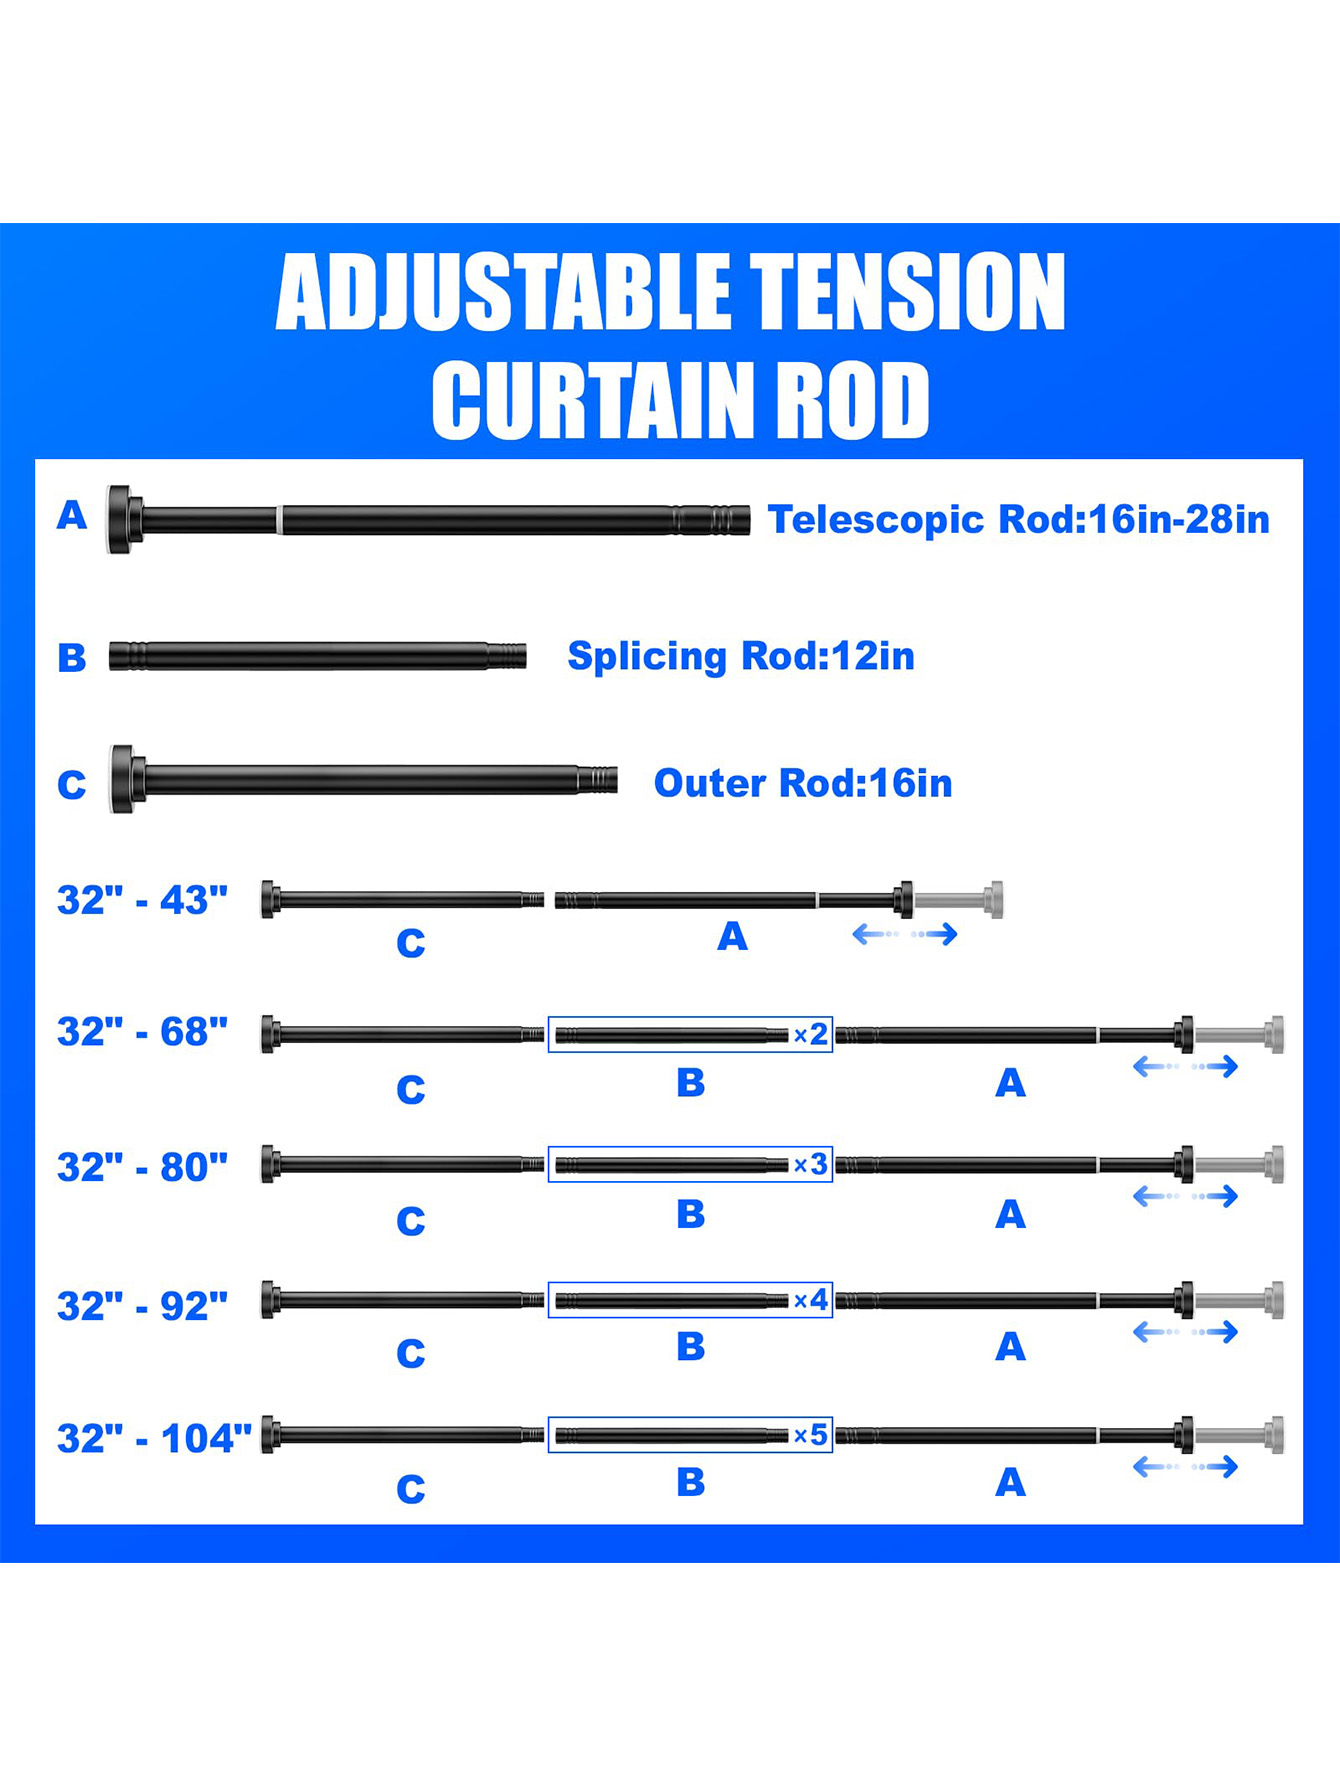 ADJUSTABLE TENSION
CURTAIN ROD
A Telescopic Rod:16in-28in
B Splicing Rod:12in
C Outer Rod:16in
32" - 43"
C A
32" - 68" ×2
C B A
32" - 80" ×3
C B A
32" - 92" ×4
C B A
32" - 104" ×5
C B A